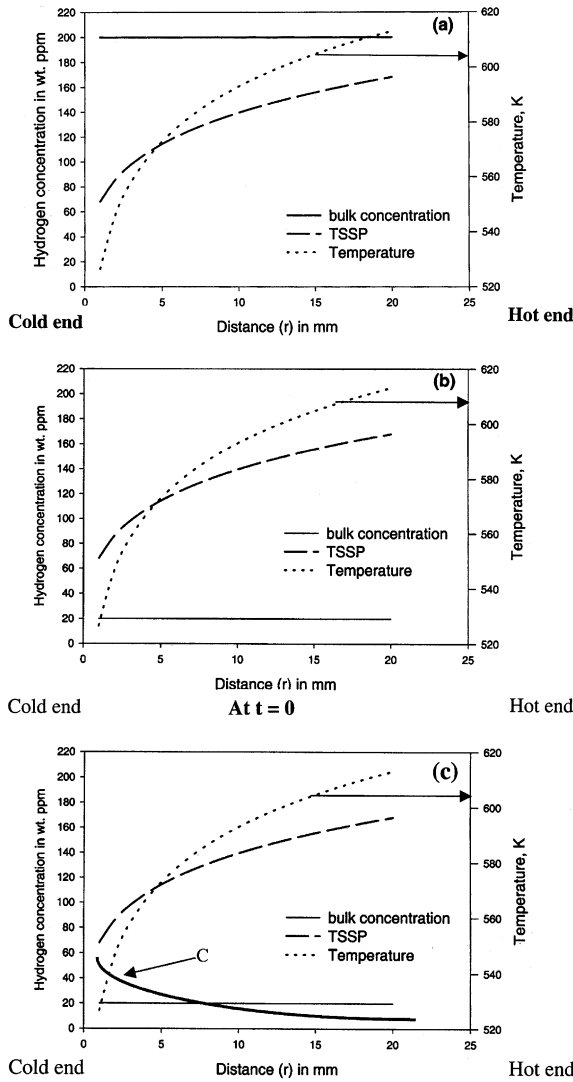 (a)
Hydrogen concentration in wt. ppm
220
200
180
160
140
120
100
80
60
40
20
0
620
600
580
560
540
520
Temperature, K
bulk concentration
TSSP
Temperature
0 5 10 15 20 25
Cold end
Distance (r) in mm
Hot end
(b)
Hydrogen concentration in wt. ppm
220
200
180
160
140
120
100
80
60
40
20
0
620
600
580
560
540
520
Temperature, K
bulk concentration
TSSP
Temperature
0 5 10 15 20 25
Distance (r) in mm
Cold end At t = 0 Hot end
(c)
Hydrogen concentration in wt. ppm
220
200
180
160
140
120
100
80
60
40
20
0
620
600
580
560
540
520
Temperature, K
bulk concentration
TSSP
Temperature
C
0 5 10 15 20 25
Cold end Distance (r) in mm Hot end